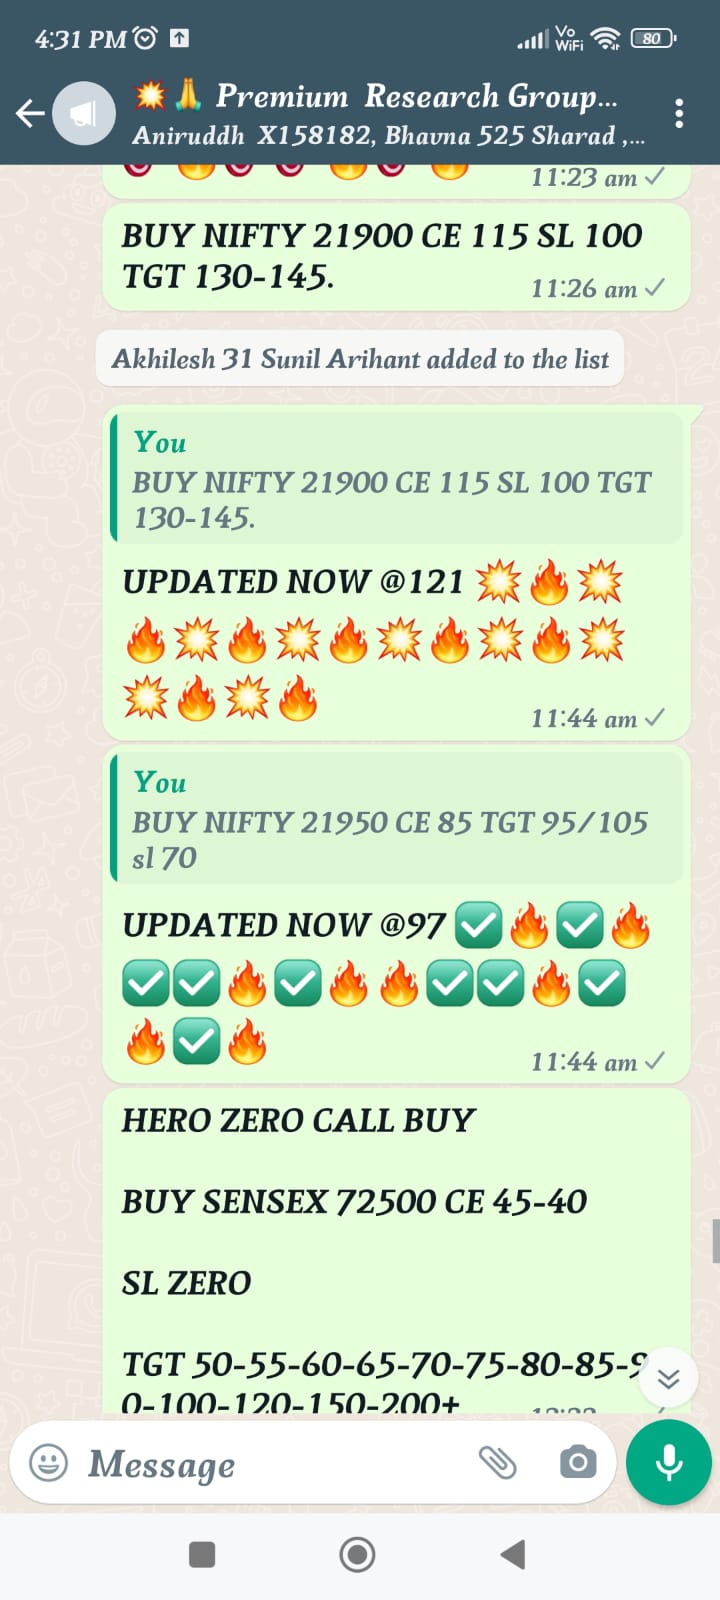 4:31 PM
Vo WiFi
80
Premium Research Group...
Aniruddh X158182, Bhavna 525 Sharad ,...
11:23 am
BUY NIFTY 21900 CE 115 SL 100
TGT 130-145.
11:26 am
Akhilesh 31 Sunil Arihant added to the list
You
BUY NIFTY 21900 CE 115 SL 100 TGT
130-145.
UPDATED NOW @121
11:44 am
You
BUY NIFTY 21950 CE 85 TGT 95/105
sl 70
UPDATED NOW @97
11:44 am
HERO ZERO CALL BUY
BUY SENSEX 72500 CE 45-40
SL ZERO
TGT 50-55-60-65-70-75-80-85-9
0-100-120-150-200+
Message